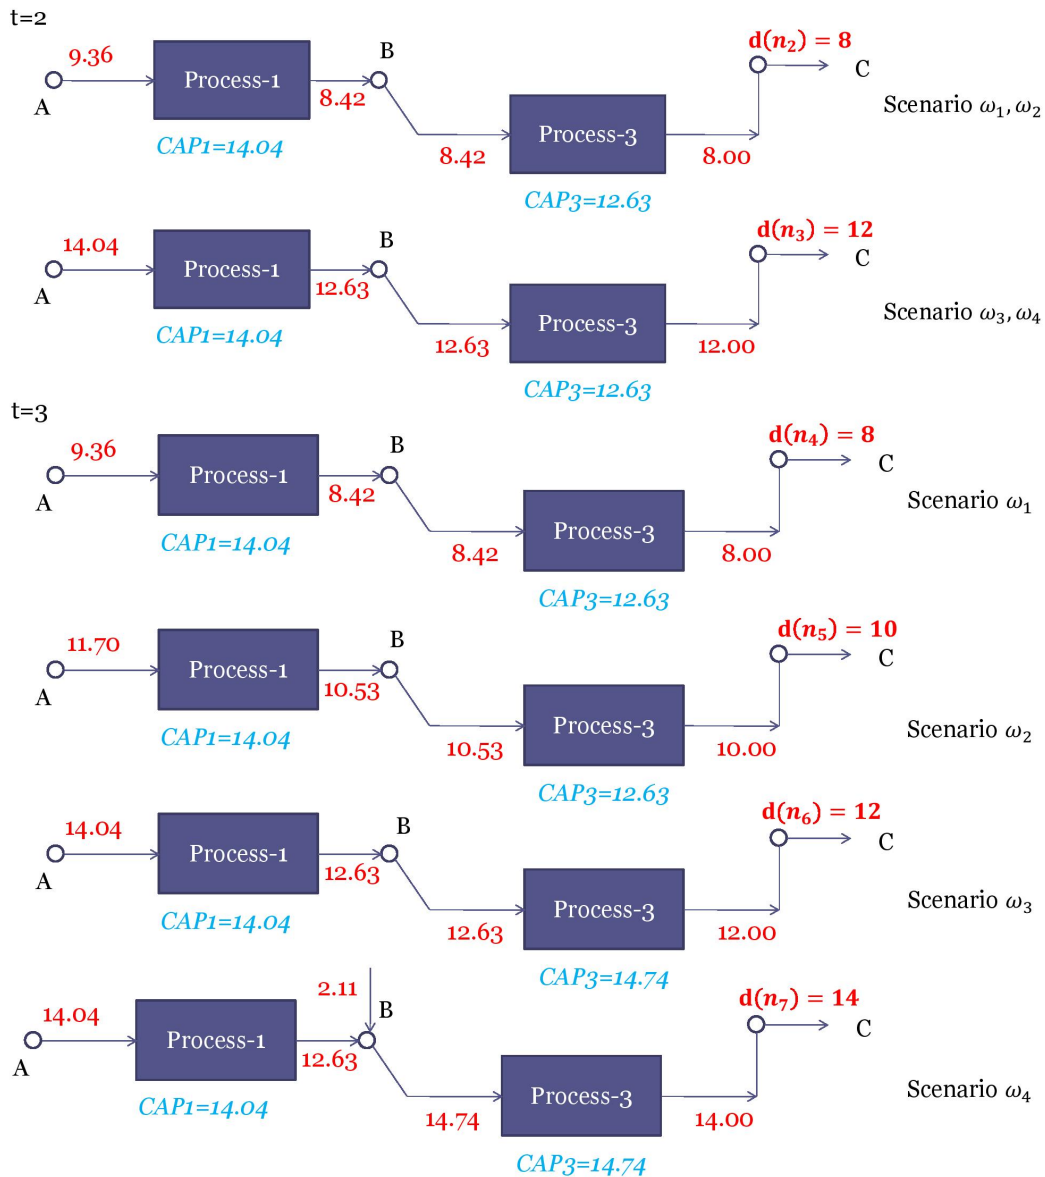 t=2
9.36
Process-1
B
d(n₂) = 8
C
A
8.42
Scenario ω₁, ω₂
CAP1=14.04
Process-3
8.42
8.00
CAP3=12.63
14.04
Process-1
B
d(n₃) = 12
C
A
12.63
Scenario ω₃, ω₄
CAP1=14.04
Process-3
12.63
12.00
CAP3=12.63
t=3
9.36
Process-1
B
d(n₄) = 8
C
A
8.42
Scenario ω₁
CAP1=14.04
Process-3
8.42
8.00
CAP3=12.63
11.70
Process-1
B
d(n₅) = 10
C
A
10.53
Scenario ω₂
CAP1=14.04
Process-3
10.53
10.00
CAP3=12.63
14.04
Process-1
B
d(n₆) = 12
C
A
12.63
Scenario ω₃
CAP1=14.04
Process-3
12.63
12.00
CAP3=14.74
2.11
14.04
Process-1
B
d(n₇) = 14
C
A
12.63
Scenario ω₄
CAP1=14.04
Process-3
14.74
14.00
CAP3=14.74